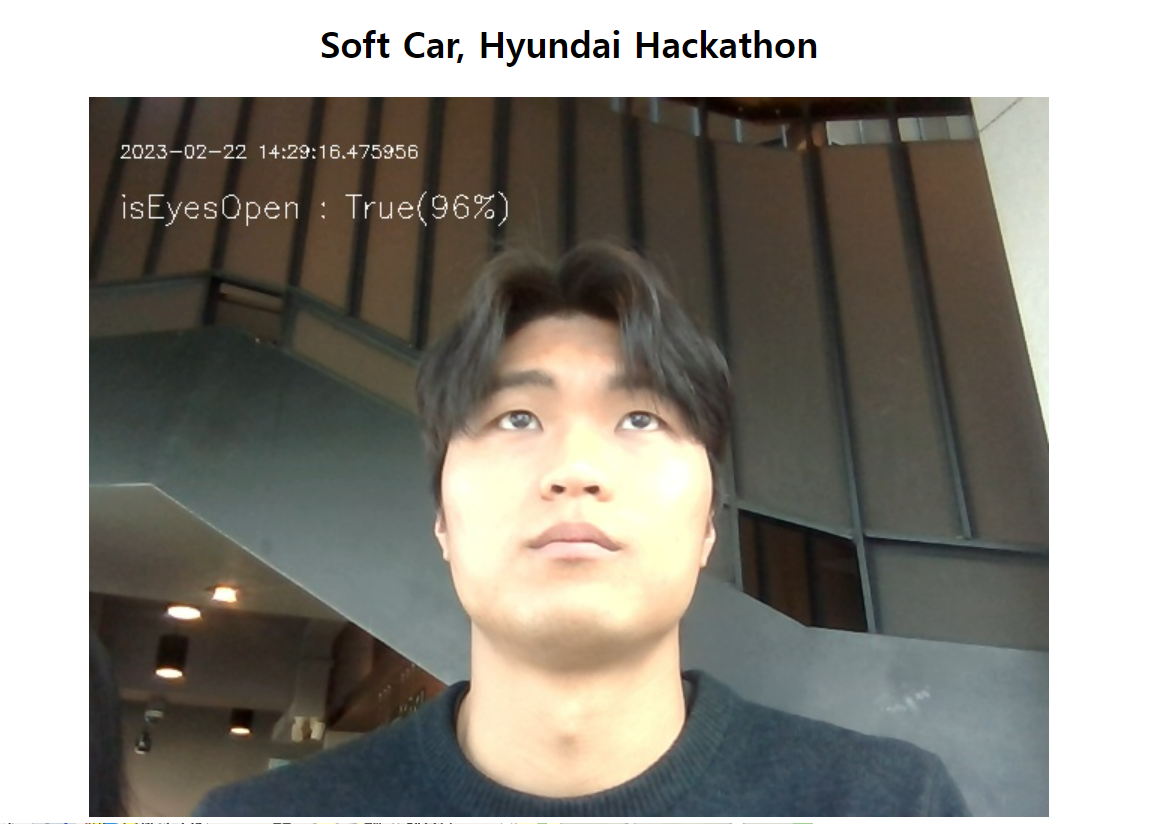 Soft Car, Hyundai Hackathon
2023-02-22 14:29:16.475956
isEyesOpen : True(96%)